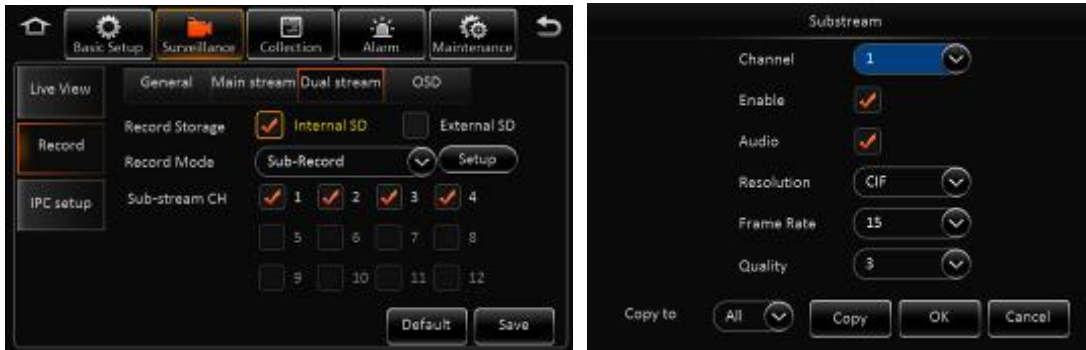 Basic Setup Surveillance Collection Alarm Maintenance
General Main stream Dual stream OSD
Live View
Record
IPC setup
Record Storage Internal SD External SD
Record Mode Sub-Record Setup
Sub-stream CH 1 2 3 4
5 6 7 8
9 10 11 12
Default Save
Substream
Channel 1
Enable
Audio
Resolution CIF
Frame Rate 15
Quality 3
Copy to All Copy OK Cancel